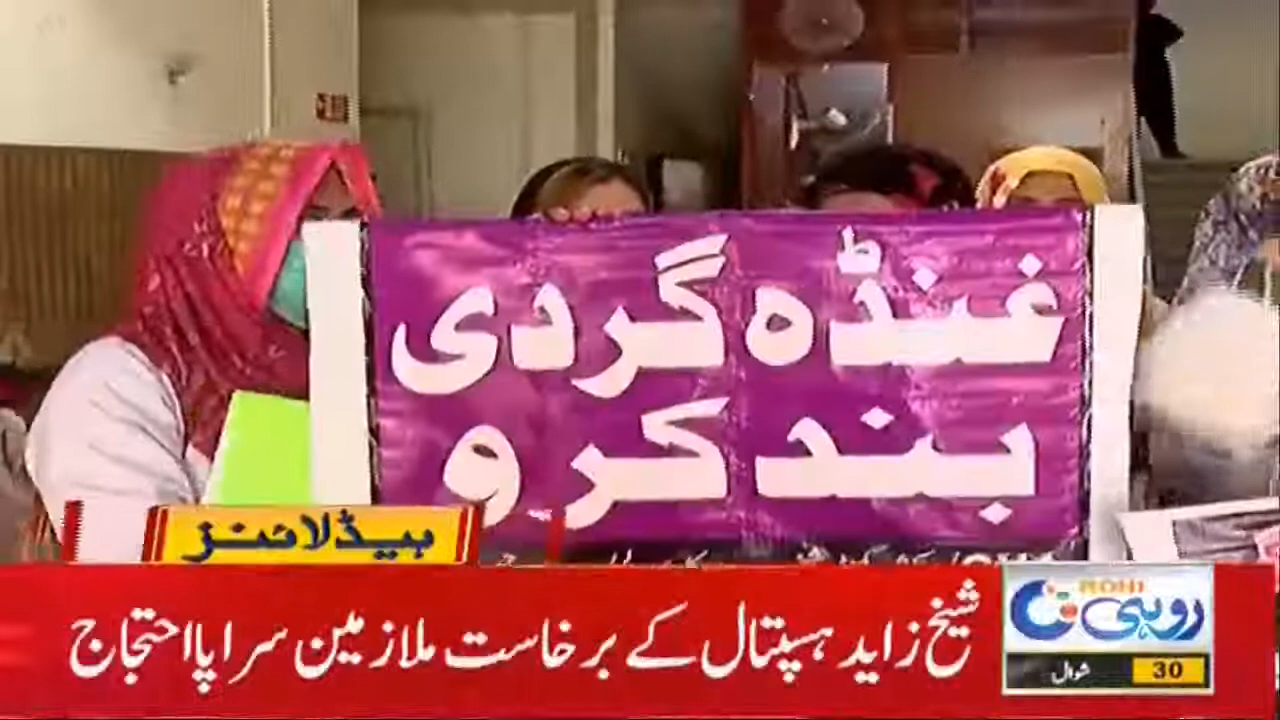 غنڈہ گردی
بند کرو
ہیڈلائنز
شیخ زاید ہسپتال کے برخاست ملازمین سراپا احتجاج
ROHI
روہی
30 شوال